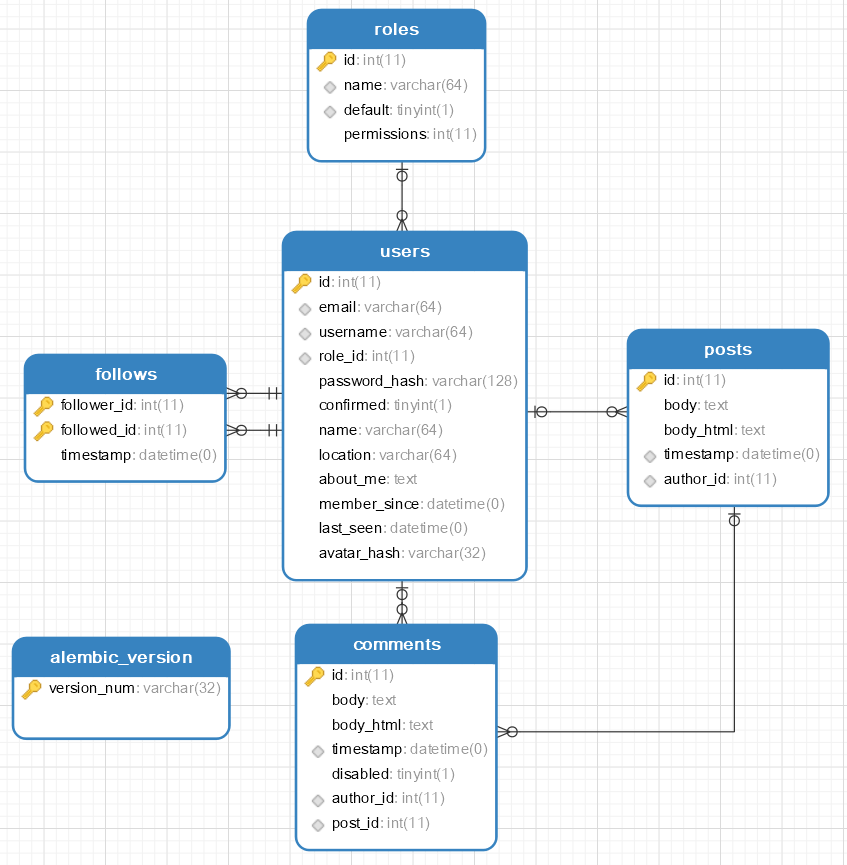 roles
id: int(11)
name: varchar(64)
default: tinyint(1)
permissions: int(11)
users
id: int(11)
email: varchar(64)
username: varchar(64)
role_id: int(11)
password_hash: varchar(128)
confirmed: tinyint(1)
name: varchar(64)
location: varchar(64)
about_me: text
member_since: datetime(0)
last_seen: datetime(0)
avatar_hash: varchar(32)
posts
id: int(11)
body: text
body_html: text
timestamp: datetime(0)
author_id: int(11)
follows
follower_id: int(11)
followed_id: int(11)
timestamp: datetime(0)
alembic_version
version_num: varchar(32)
comments
id: int(11)
body: text
body_html: text
timestamp: datetime(0)
disabled: tinyint(1)
author_id: int(11)
post_id: int(11)